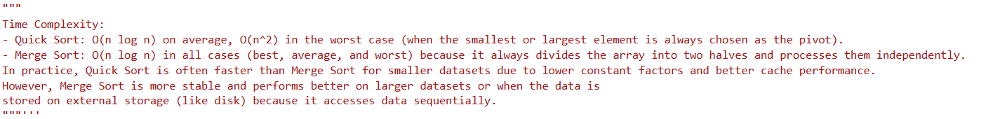 """
Time Complexity:
- Quick Sort: O(n log n) on average, O(n^2) in the worst case (when the smallest or largest element is always chosen as the pivot).
- Merge Sort: O(n log n) in all cases (best, average, and worst) because it always divides the array into two halves and processes them independently.
In practice, Quick Sort is often faster than Merge Sort for smaller datasets due to lower constant factors and better cache performance.
However, Merge Sort is more stable and performs better on larger datasets or when the data is
stored on external storage (like disk) because it accesses data sequentially.
"""'''